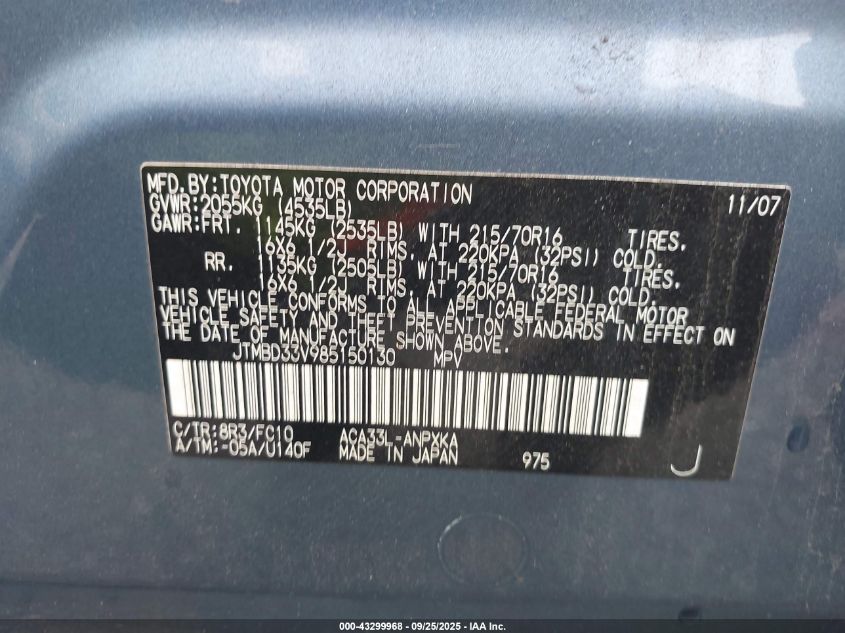 MFD.BY:TOYOTA MOTOR CORPORATION 11/07
GVWR:2055KG (4535LB)
GAWR:FRT. 1145KG (2535LB) WITH 215/70R16 TIRES,
16X6 1/2J RIMS, AT 220KPA (32PSI) COLD.
RR. 1135KG (2505LB) WITH 215/70R16 TIRES,
16X6 1/2J RIMS, AT 220KPA (32PSI) COLD.
THIS VEHICLE CONFORMS TO ALL APPLICABLE FEDERAL MOTOR
VEHICLE SAFETY AND THEFT PREVENTION STANDARDS IN EFFECT ON
THE DATE OF MANUFACTURE SHOWN ABOVE.
JTMBD33V985150130 MPV
C/TR:8R3/FC10 ACA33L-ANPXKA
A/TM:-05A/U140F MADE IN JAPAN 975 J
000-43299968 - 09/25/2025 - IAA Inc.